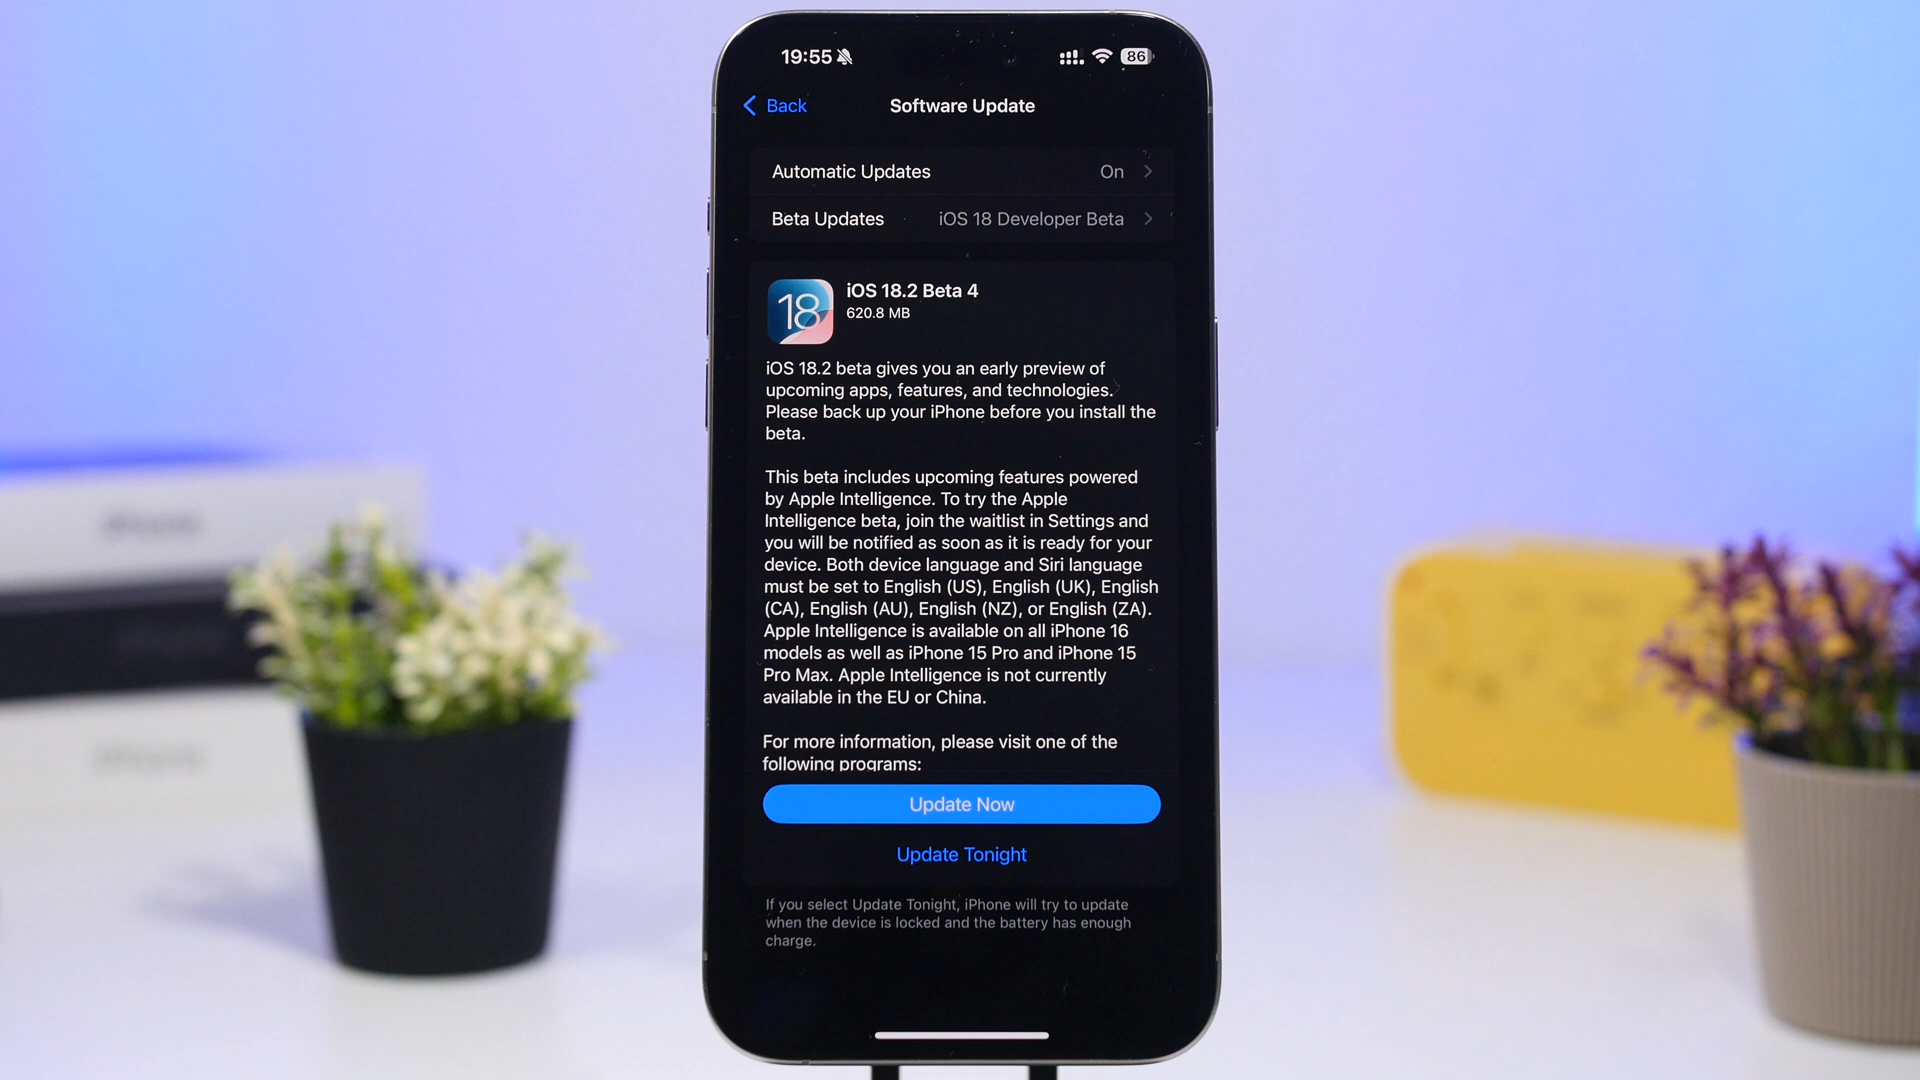 19:55
86
Back
Software Update
Automatic Updates On
Beta Updates iOS 18 Developer Beta
18
iOS 18.2 Beta 4
620.8 MB
iOS 18.2 beta gives you an early preview of
upcoming apps, features, and technologies.
Please back up your iPhone before you install the
beta.
This beta includes upcoming features powered
by Apple Intelligence. To try the Apple
Intelligence beta, join the waitlist in Settings and
you will be notified as soon as it is ready for your
device. Both device language and Siri language
must be set to English (US), English (UK), English
(CA), English (AU), English (NZ), or English (ZA).
Apple Intelligence is available on all iPhone 16
models as well as iPhone 15 Pro and iPhone 15
Pro Max. Apple Intelligence is not currently
available in the EU or China.
For more information, please visit one of the
following programs:
Update Now
Update Tonight
If you select Update Tonight, iPhone will try to update
when the device is locked and the battery has enough
charge.
iPhone
iPhone